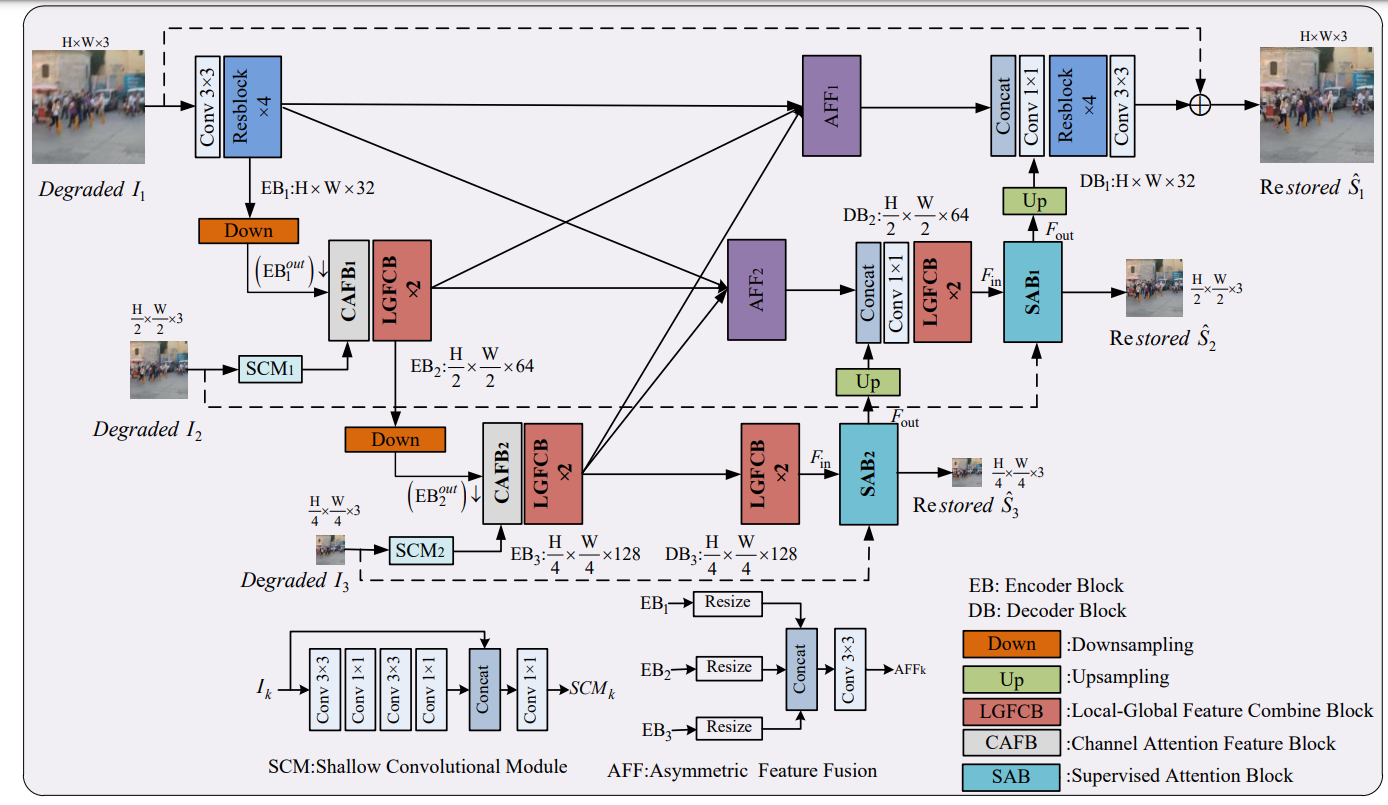 H×W×3
H×W×3
Conv 3×3
Resblock ×4
AFF1
Concat
Conv 1×1
Resblock ×4
Conv 3×3
Degraded I1
EB1:H×W×32
DB1:H×W×32
Restored Ŝ1
Down
Up
(EB1^out)↓
CAFB1
LGFCB ×2
AFF2
DB2:H/2×W/2×64
Fout
Concat
Conv 1×1
LGFCB ×2
Fin
SAB1
H/2×W/2×3
H/2×W/2×3
SCM1
EB2:H/2×W/2×64
Restored Ŝ2
Up
Degraded I2
Fout
Down
(EB2^out)↓
CAFB2
LGFCB ×2
LGFCB ×2
Fin
SAB2
H/4×W/4×3
Restored Ŝ3
H/4×W/4×3
SCM2
EB3:H/4×W/4×128
DB3:H/4×W/4×128
Degraded I3
EB: Encoder Block
DB: Decoder Block
Down :Downsampling
Up :Upsampling
LGFCB :Local-Global Feature Combine Block
CAFB :Channel Attention Feature Block
SAB :Supervised Attention Block
Ik
Conv 3×3
Conv 1×1
Conv 3×3
Conv 1×1
Concat
Conv 1×1
SCMk
SCM:Shallow Convolutional Module
EB1
Resize
EB2
Resize
EB3
Resize
Concat
Conv 3×3
AFFk
AFF:Asymmetric Feature Fusion